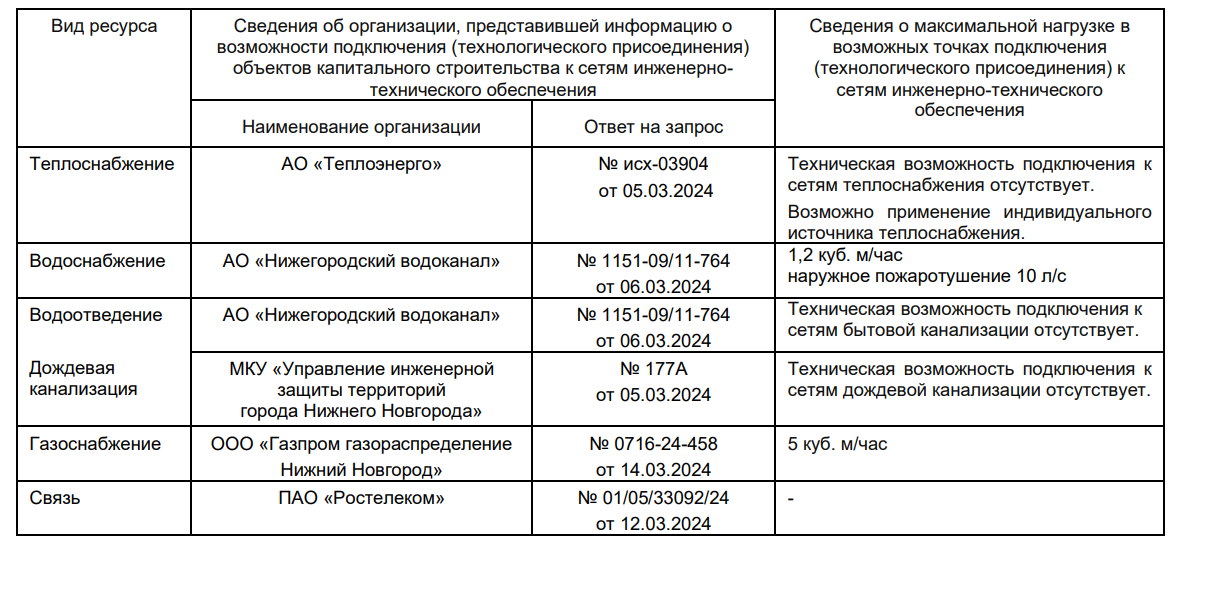 Вид ресурса
Сведения об организации, представившей информацию о
возможности подключения (технологического присоединения)
объектов капитального строительства к сетям инженерно-
технического обеспечения
Сведения о максимальной нагрузке в
возможных точках подключения
(технологического присоединения) к
сетям инженерно-технического
обеспечения
Наименование организации
Ответ на запрос
Теплоснабжение
АО «Теплоэнерго»
№ исх-03904
от 05.03.2024
Техническая возможность подключения к
сетям теплоснабжения отсутствует.
Возможно применение индивидуального
источника теплоснабжения.
Водоснабжение
АО «Нижегородский водоканал»
№ 1151-09/11-764
от 06.03.2024
1,2 куб. м/час
наружное пожаротушение 10 л/с
Водоотведение
АО «Нижегородский водоканал»
№ 1151-09/11-764
от 06.03.2024
Техническая возможность подключения к
сетям бытовой канализации отсутствует.
Дождевая
канализация
МКУ «Управление инженерной
защиты территорий
города Нижнего Новгорода»
№ 177А
от 05.03.2024
Техническая возможность подключения к
сетям дождевой канализации отсутствует.
Газоснабжение
ООО «Газпром газораспределение
Нижний Новгород»
№ 0716-24-458
от 14.03.2024
5 куб. м/час
Связь
ПАО «Ростелеком»
№ 01/05/33092/24
от 12.03.2024
-